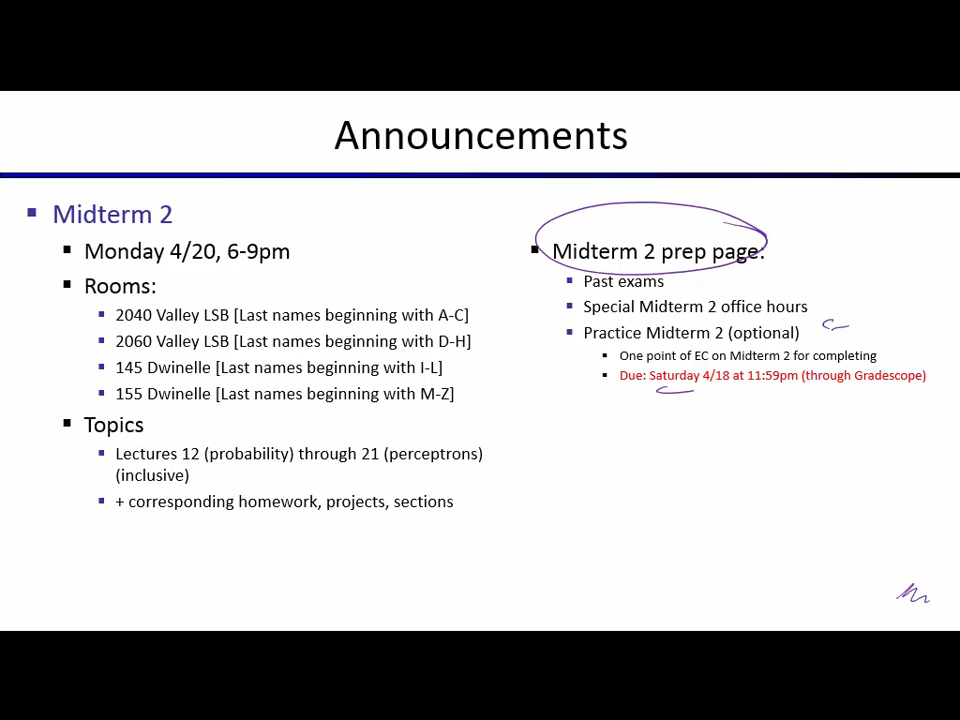 Announcements
Midterm 2
Monday 4/20, 6-9pm
Rooms:
2040 Valley LSB [Last names beginning with A-C]
2060 Valley LSB [Last names beginning with D-H]
145 Dwinelle [Last names beginning with I-L]
155 Dwinelle [Last names beginning with M-Z]
Topics
Lectures 12 (probability) through 21 (perceptrons)
(inclusive)
+ corresponding homework, projects, sections
Midterm 2 prep page:
Past exams
Special Midterm 2 office hours
Practice Midterm 2 (optional)
One point of EC on Midterm 2 for completing
Due: Saturday 4/18 at 11:59pm (through Gradescope)